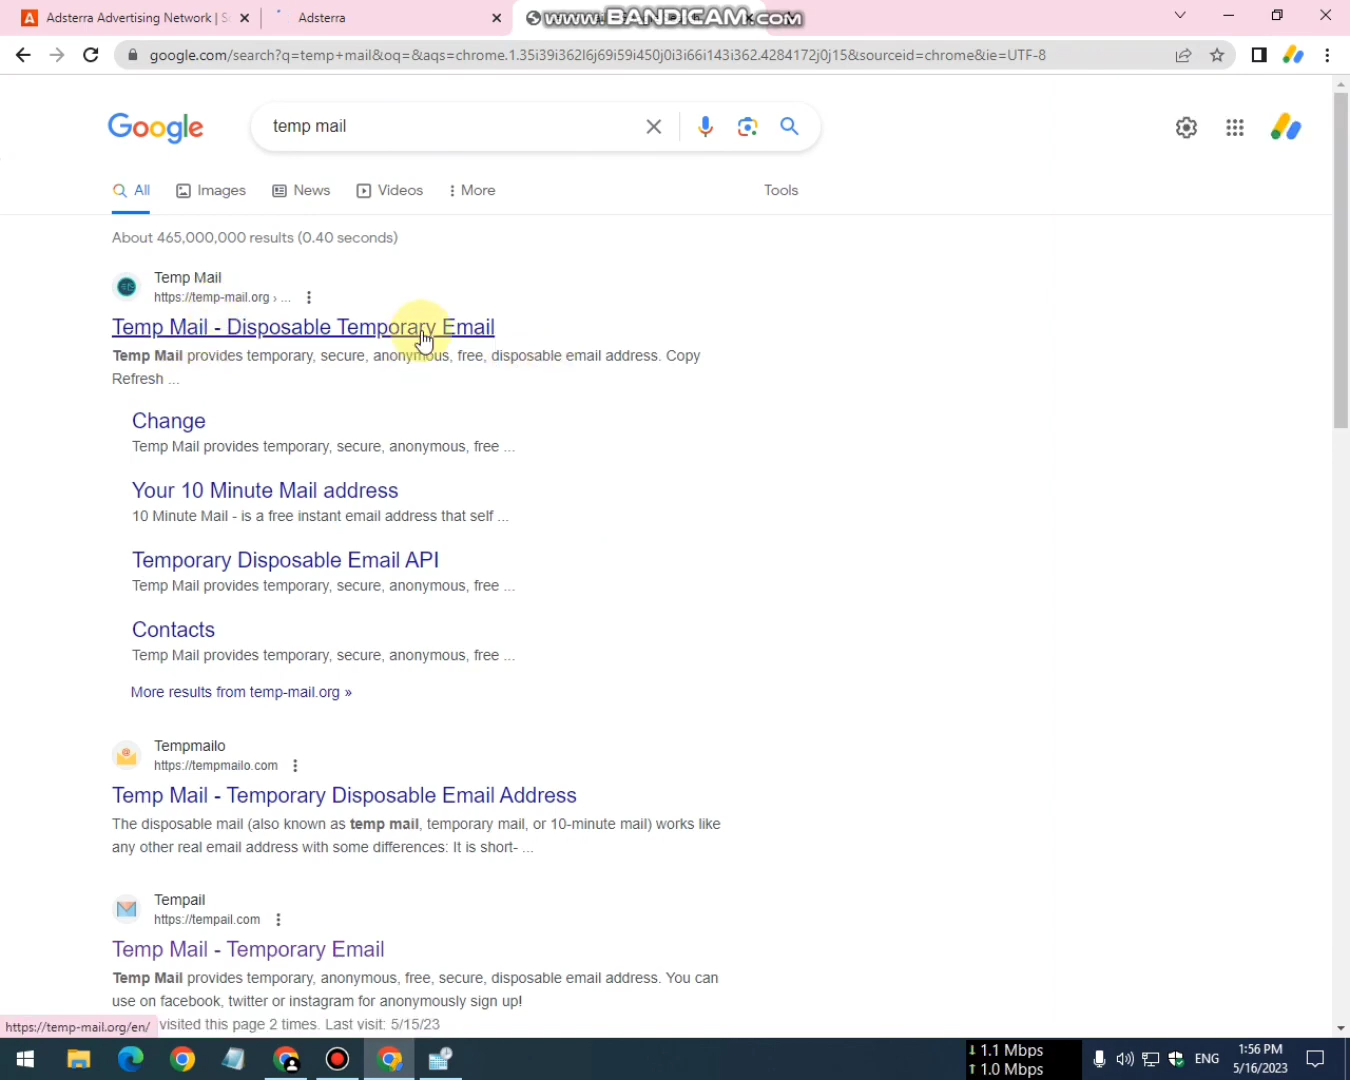 Adsterra Advertising Network | S
Adsterra
www.BANDICAM.com
google.com/search?q=temp+mail&oq=&aqs=chrome.1.35i39i362l6j69i59i450j0i3i66i143i362.4284172j0j15&sourceid=chrome&ie=UTF-8
Google
temp mail
All
Images
News
Videos
More
Tools
About 465,000,000 results (0.40 seconds)
Temp Mail
https://temp-mail.org › ...
Temp Mail - Disposable Temporary Email
Temp Mail provides temporary, secure, anonymous, free, disposable email address. Copy
Refresh ...
Change
Temp Mail provides temporary, secure, anonymous, free ...
Your 10 Minute Mail address
10 Minute Mail - is a free instant email address that self ...
Temporary Disposable Email API
Temp Mail provides temporary, secure, anonymous, free ...
Contacts
Temp Mail provides temporary, secure, anonymous, free ...
More results from temp-mail.org »
Tempmailo
https://tempmailo.com
Temp Mail - Temporary Disposable Email Address
The disposable mail (also known as temp mail, temporary mail, or 10-minute mail) works like
any other real email address with some differences: It is short- ...
Tempail
https://tempail.com
Temp Mail - Temporary Email
Temp Mail provides temporary, anonymous, free, secure, disposable email address. You can
use on facebook, twitter or instagram for anonymously sign up!
visited this page 2 times. Last visit: 5/15/23
https://temp-mail.org/en/
↓ 1.1 Mbps
↑ 1.0 Mbps
ENG
1:56 PM
5/16/2023